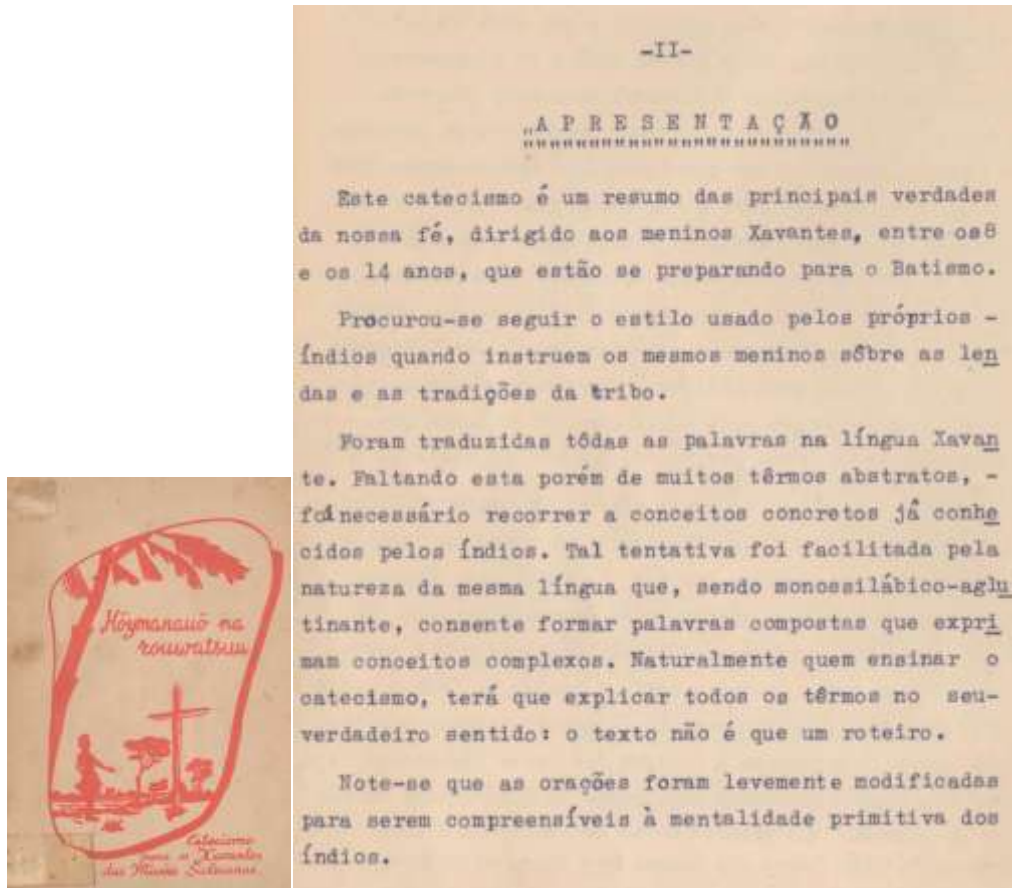 Höymanauö na
rouwatsuu
Catecismo
para os Xavantes
das Missões Salesianas.
-II-
"A P R E S E N T A Ç Ã O
Este catecismo é um resumo das principais verdades
da nossa fé, dirigido aos meninos Xavantes, entre os8
e os 14 anos, que estão se preparando para o Batismo.
Procurou-se seguir o estilo usado pelos próprios -
índios quando instruem os mesmos meninos sôbre as len
das e as tradições da tribo.
Foram traduzidas tôdas as palavras na língua Xavan
te. Faltando esta porém de muitos têrmos abstratos, -
foi necessário recorrer a conceitos concretos já conhe
cidos pelos índios. Tal tentativa foi facilitada pela
natureza da mesma língua que, sendo monossilábico-aglu
tinante, consente formar palavras compostas que expri
mam conceitos complexos. Naturalmente quem ensinar o
catecismo, terá que explicar todos os têrmos no seu-
verdadeiro sentido: o texto não é que um roteiro.
Note-se que as orações foram levemente modificadas
para serem compreensíveis à mentalidade primitiva dos
índios.